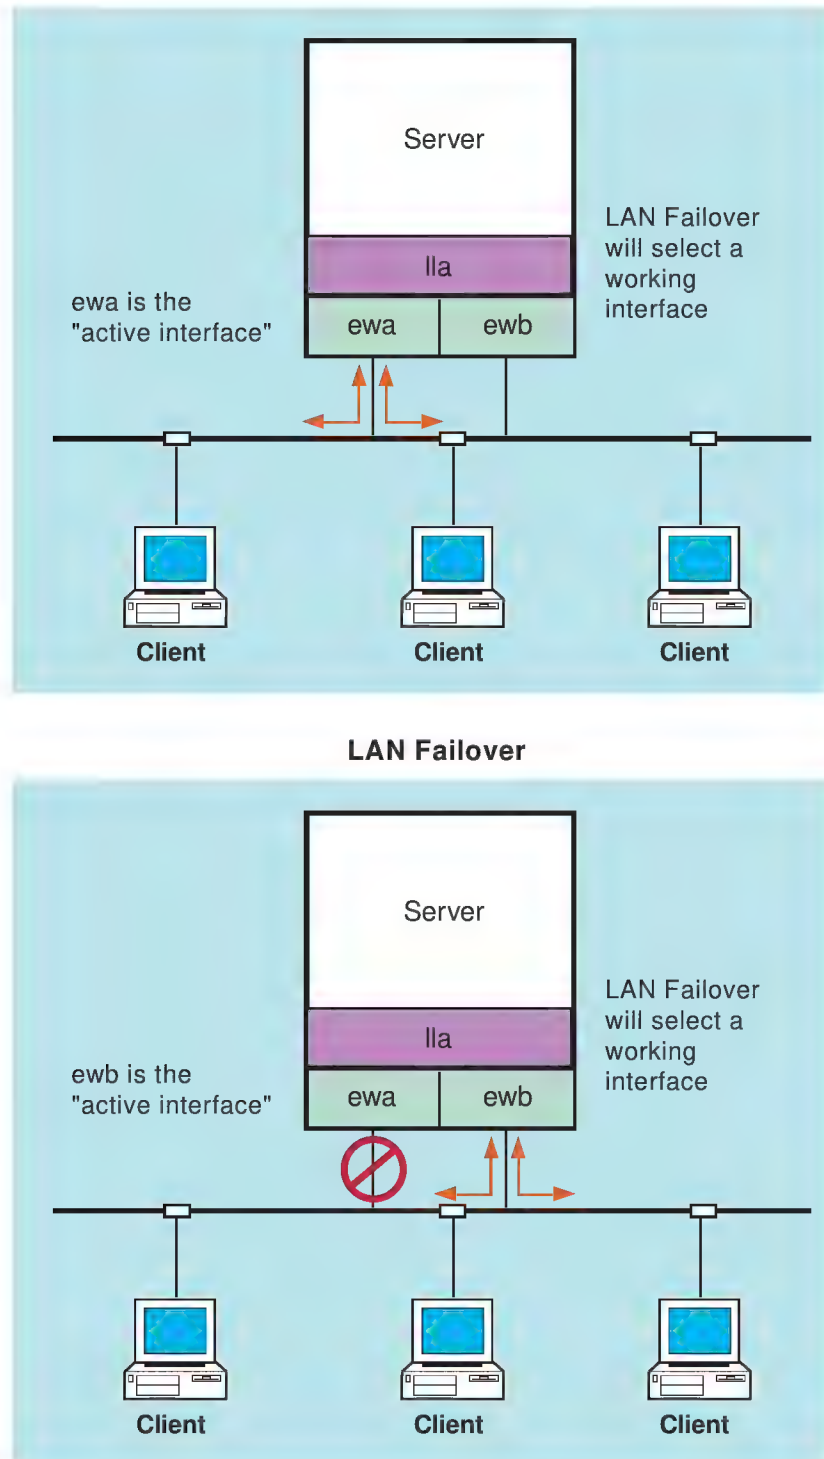 Server
LAN Failover
will select a
working
interface
lla
ewa is the
"active interface"
ewa
ewb
Client
Client
Client
LAN Failover
Server
LAN Failover
will select a
working
interface
lla
ewb is the
"active interface"
ewa
ewb
Client
Client
Client